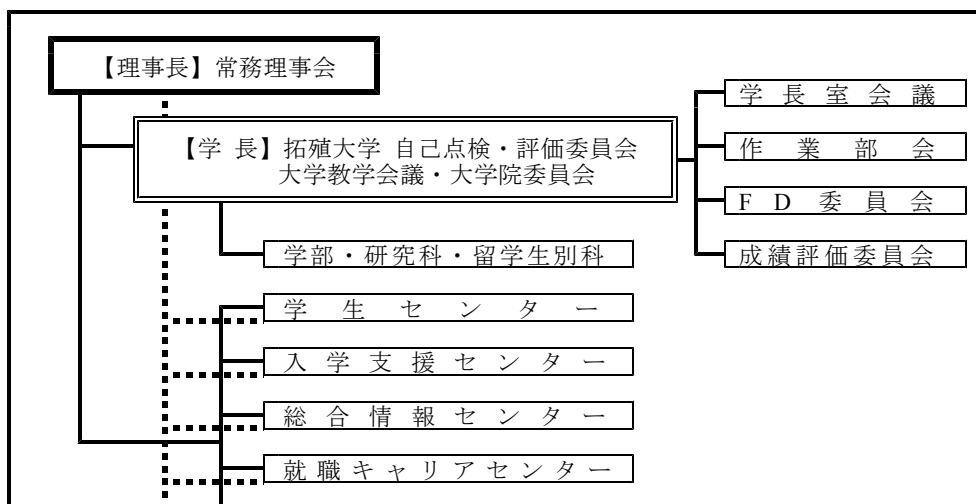 【理事長】常務理事会
【学 長】拓殖大学 自己点検・評価委員会
大学教学会議・大学院委員会
学長室会議
作業部会
FD委員会
成績評価委員会
学部・研究科・留学生別科
学生センター
入学支援センター
総合情報センター
就職キャリアセンター